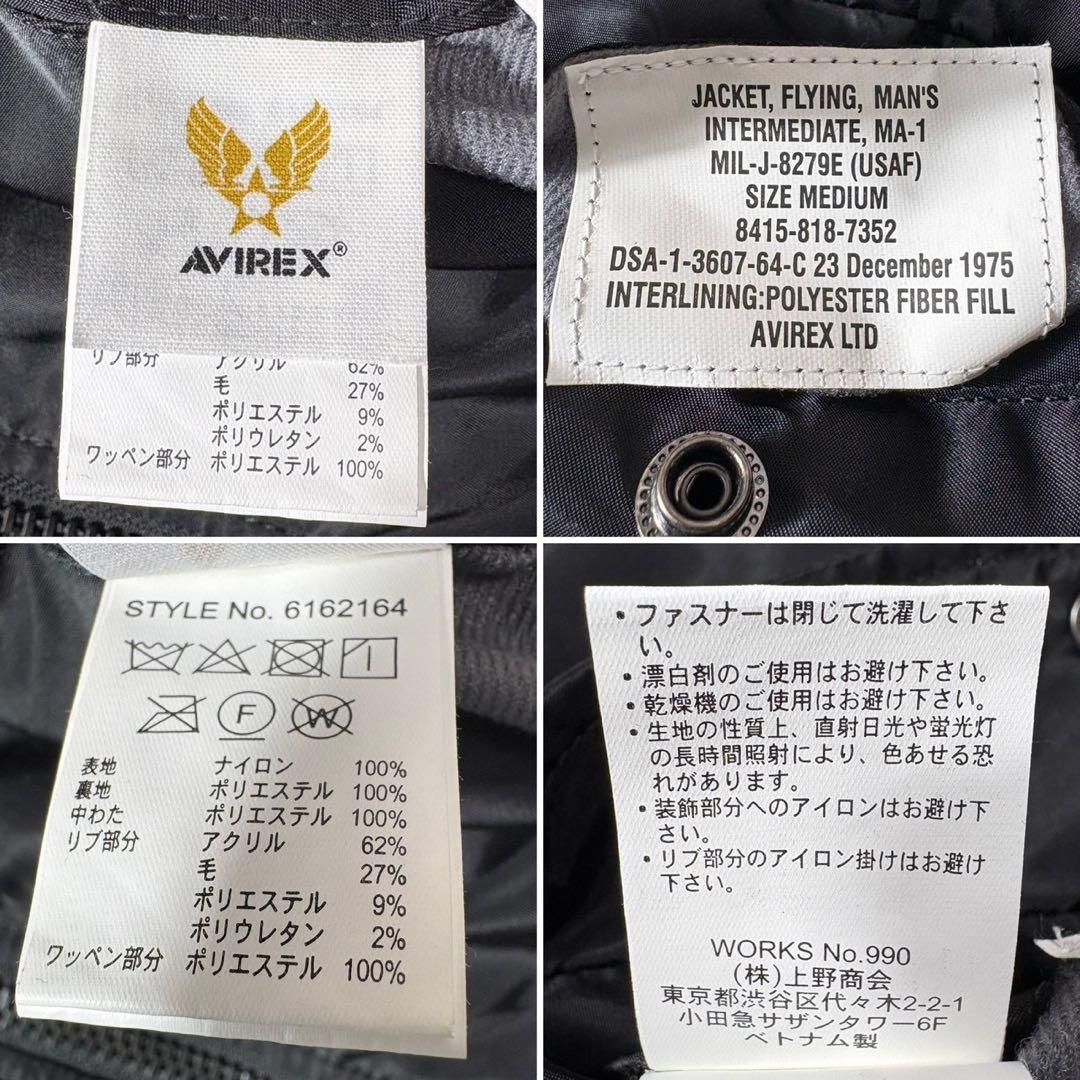 AVIREX®
リブ部分 アクリル 62%
毛 27%
ポリエステル 9%
ポリウレタン 2%
ワッペン部分 ポリエステル 100%
JACKET, FLYING, MAN'S
INTERMEDIATE, MA-1
MIL-J-8279E (USAF)
SIZE MEDIUM
8415-818-7352
DSA-1-3607-64-C 23 December 1975
INTERLINING:POLYESTER FIBER FILL
AVIREX LTD
STYLE No. 6162164
F W
表地 ナイロン 100%
裏地 ポリエステル 100%
中わた ポリエステル 100%
リブ部分 アクリル 62%
毛 27%
ポリエステル 9%
ポリウレタン 2%
ワッペン部分 ポリエステル 100%
・ファスナーは閉じて洗濯して下さ
い。
・漂白剤のご使用はお避け下さい。
・乾燥機のご使用はお避け下さい。
・生地の性質上、直射日光や蛍光灯
の長時間照射により、色あせる恐
れがあります。
・装飾部分へのアイロンはお避け下
さい。
・リブ部分のアイロン掛けはお避け
下さい。
WORKS No.990
(株)上野商会
東京都渋谷区代々木2-2-1
小田急サザンタワー6F
ベトナム製